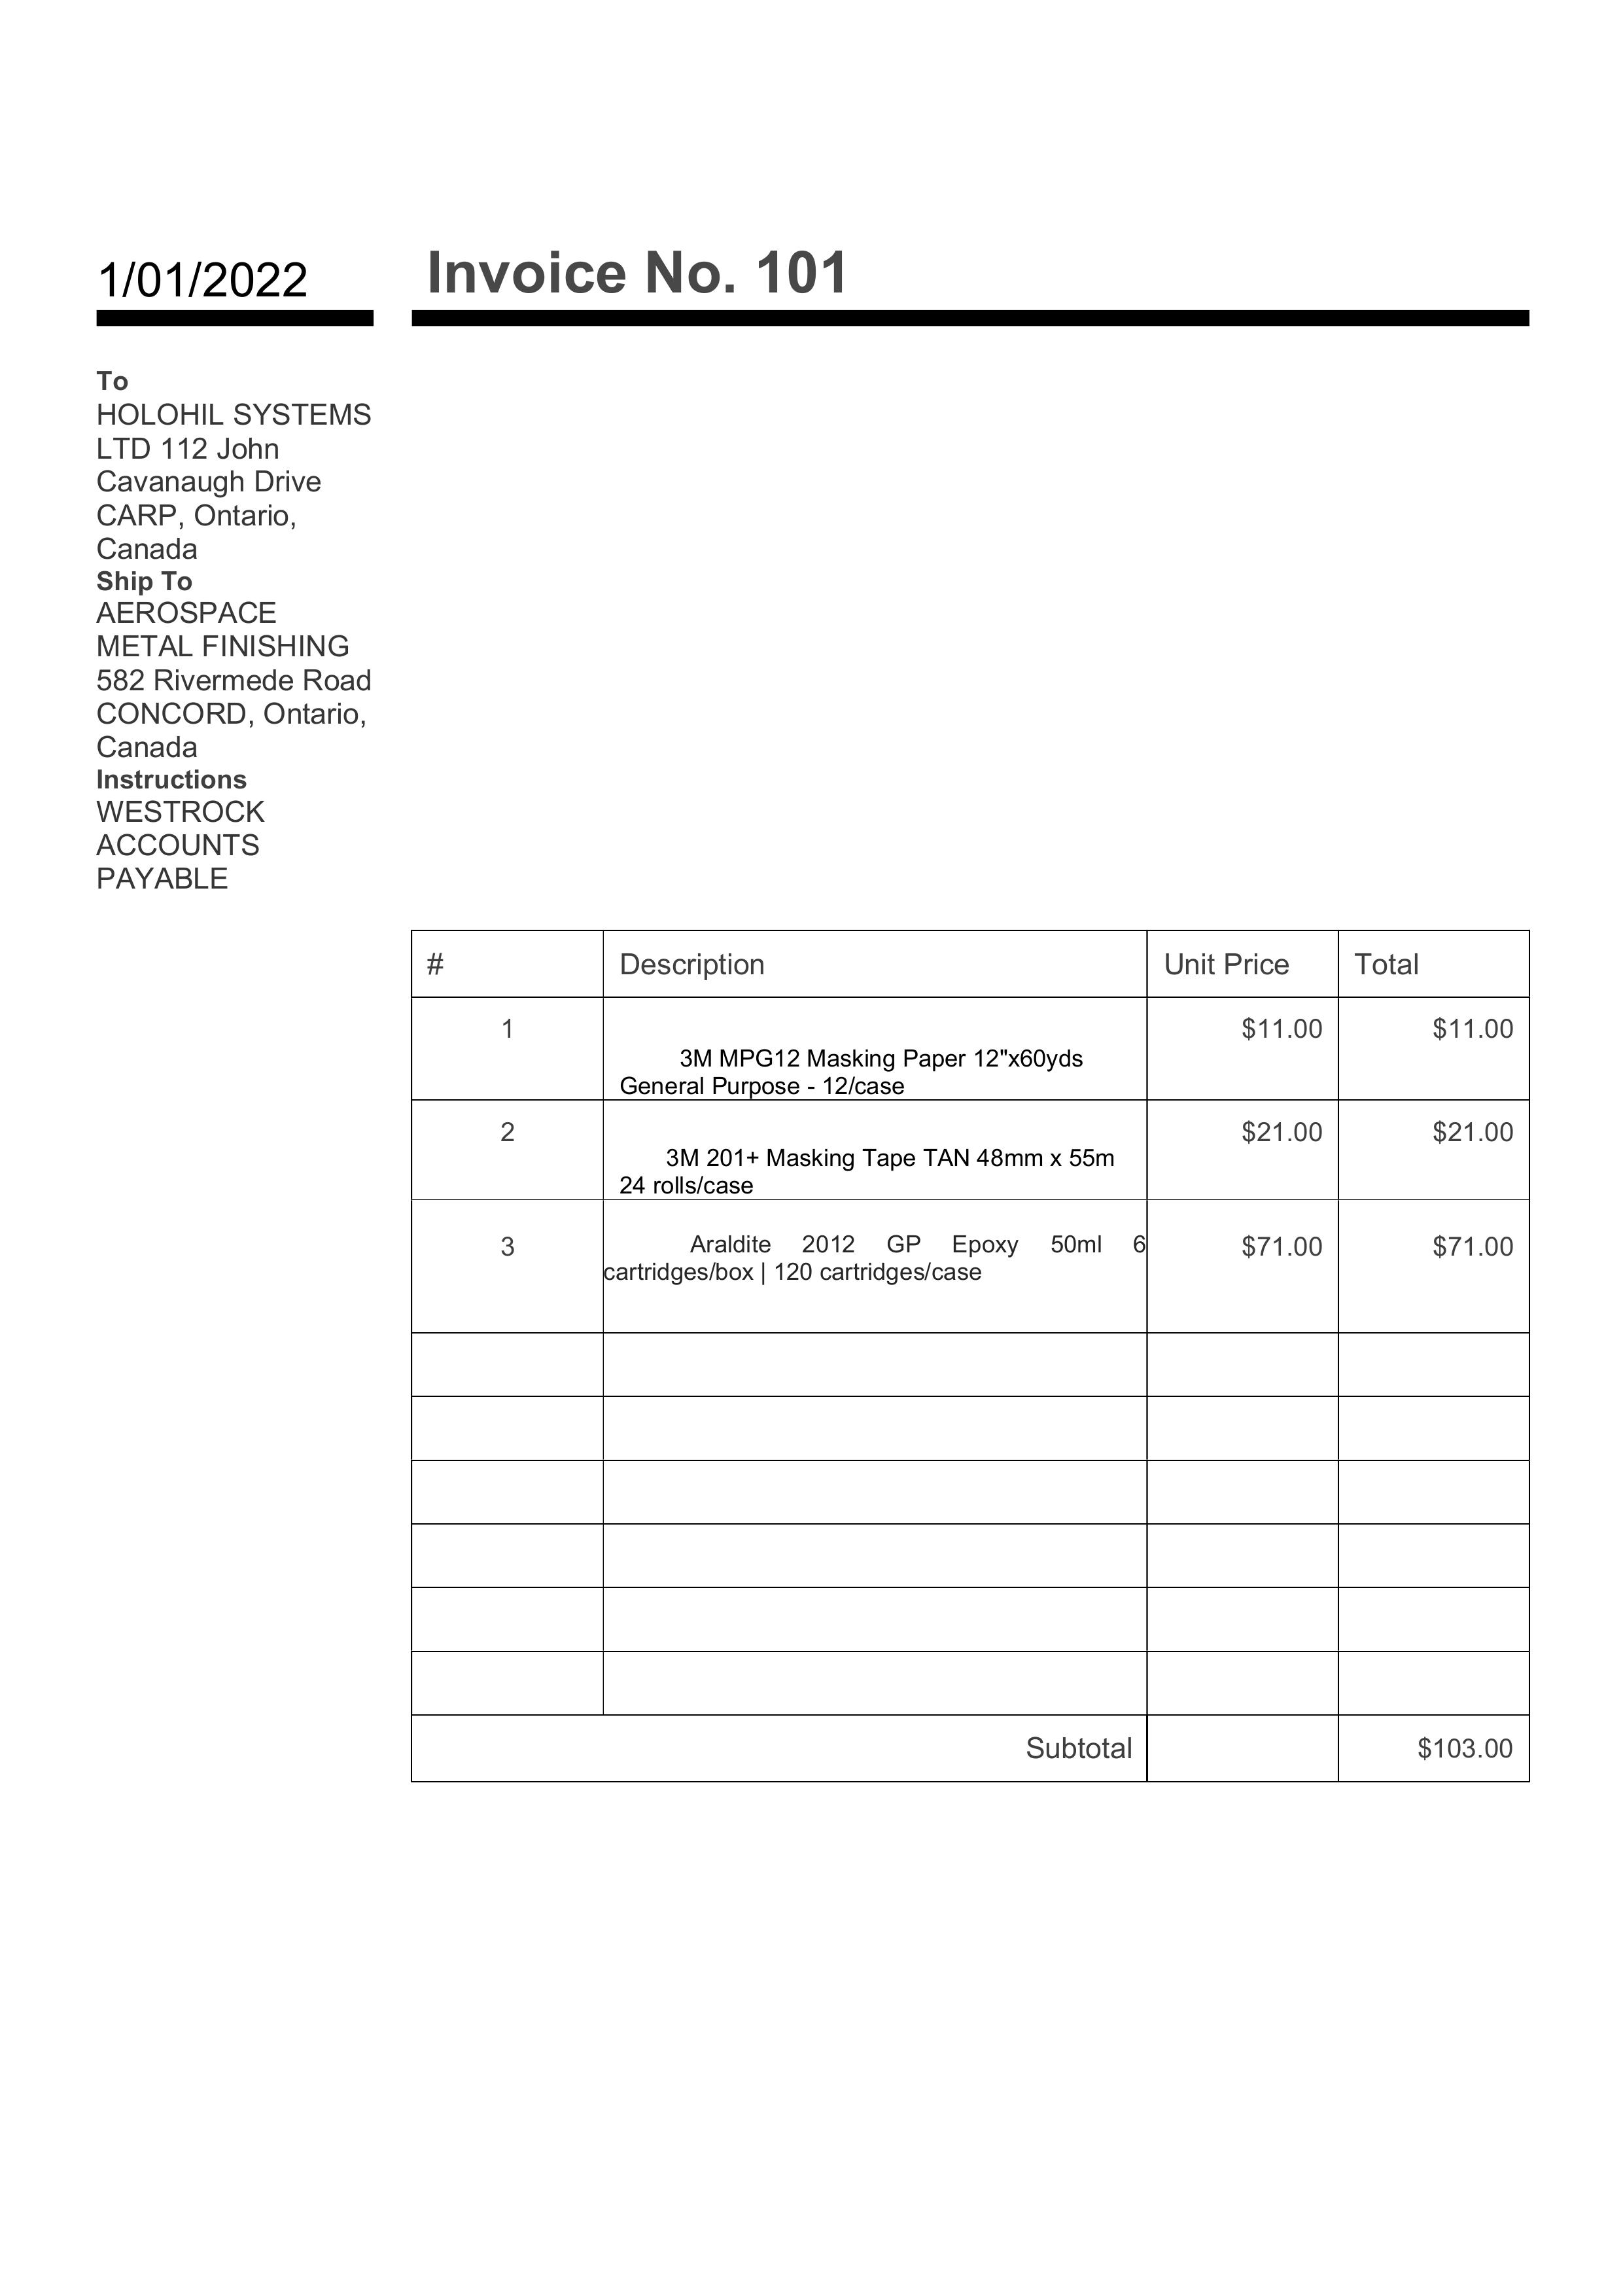 1/01/2022
Invoice No. 101
To
HOLOHIL SYSTEMS
LTD 112 John
Cavanaugh Drive
CARP, Ontario,
Canada
Ship To
AEROSPACE
METAL FINISHING
582 Rivermede Road
CONCORD, Ontario,
Canada
Instructions
WESTROCK
ACCOUNTS
PAYABLE
# Description Unit Price Total
1 $11.00 $11.00
3M MPG12 Masking Paper 12"x60yds
General Purpose - 12/case
2 $21.00 $21.00
3M 201+ Masking Tape TAN 48mm x 55m
24 rolls/case
3 Araldite 2012 GP Epoxy 50ml 6 $71.00 $71.00
cartridges/box | 120 cartridges/case
Subtotal $103.00